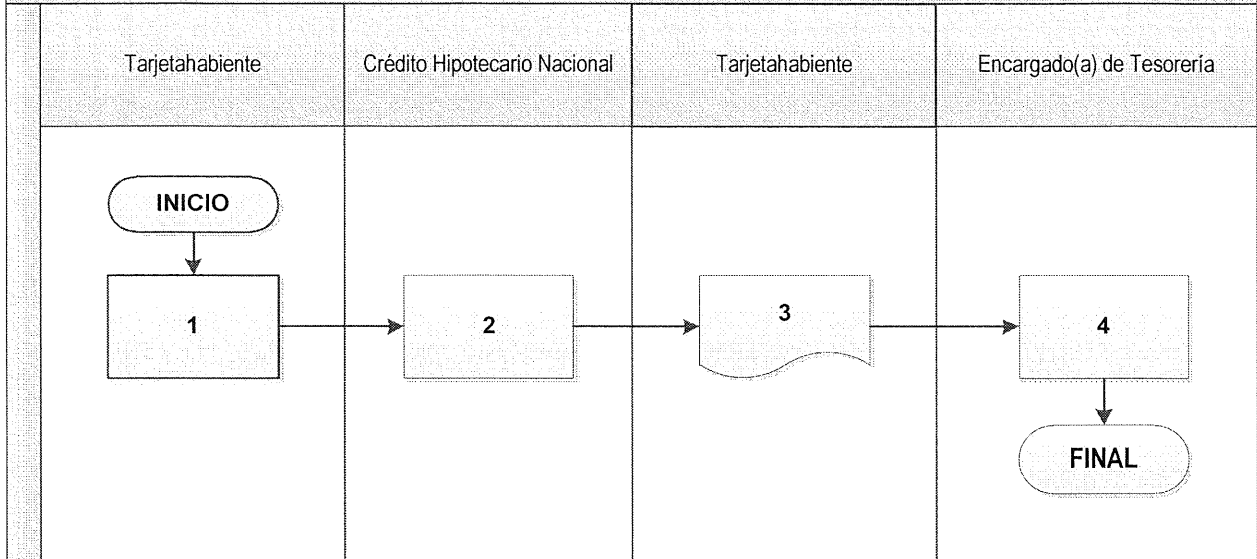 Tarjetahabiente
Crédito Hipotecario Nacional
Tarjetahabiente
Encargado(a) de Tesorería
INICIO
1
2
3
4
FINAL